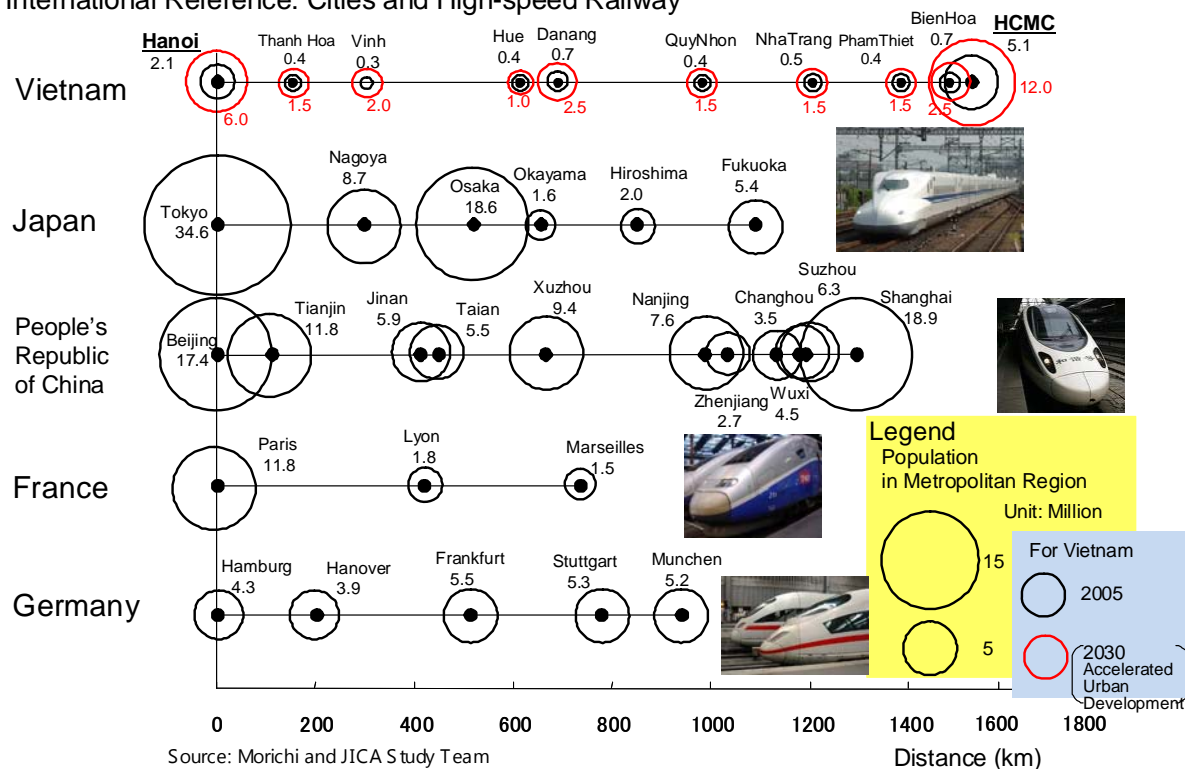 International Reference: Cities and High-speed Railway
Vietnam
Hanoi
2.1
6.0
Thanh Hoa
0.4
1.5
Vinh
0.3
2.0
Hue
0.4
1.0
Danang
0.7
2.5
QuyNhon
0.4
1.5
NhaTrang
0.5
1.5
PhamThiet
0.4
1.5
BienHoa
0.7
2.5
HCMC
5.1
12.0
Japan
Tokyo
34.6
Nagoya
8.7
Osaka
18.6
Okayama
1.6
Hiroshima
2.0
Fukuoka
5.4
People's
Republic
of China
Beijing
17.4
Tianjin
11.8
Jinan
5.9
Taian
5.5
Xuzhou
9.4
Nanjing
7.6
Zhenjiang
2.7
Changhou
3.5
Wuxi
4.5
Suzhou
6.3
Shanghai
18.9
France
Paris
11.8
Lyon
1.8
Marseilles
1.5
Germany
Hamburg
4.3
Hanover
3.9
Frankfurt
5.5
Stuttgart
5.3
Munchen
5.2
Legend
Population
in Metropolitan Region
Unit: Million
15
5
For Vietnam
2005
2030
Accelerated
Urban
Development
0 200 400 600 800 1000 1200 1400 1600 1800
Source: Morichi and JICA Study Team
Distance (km)